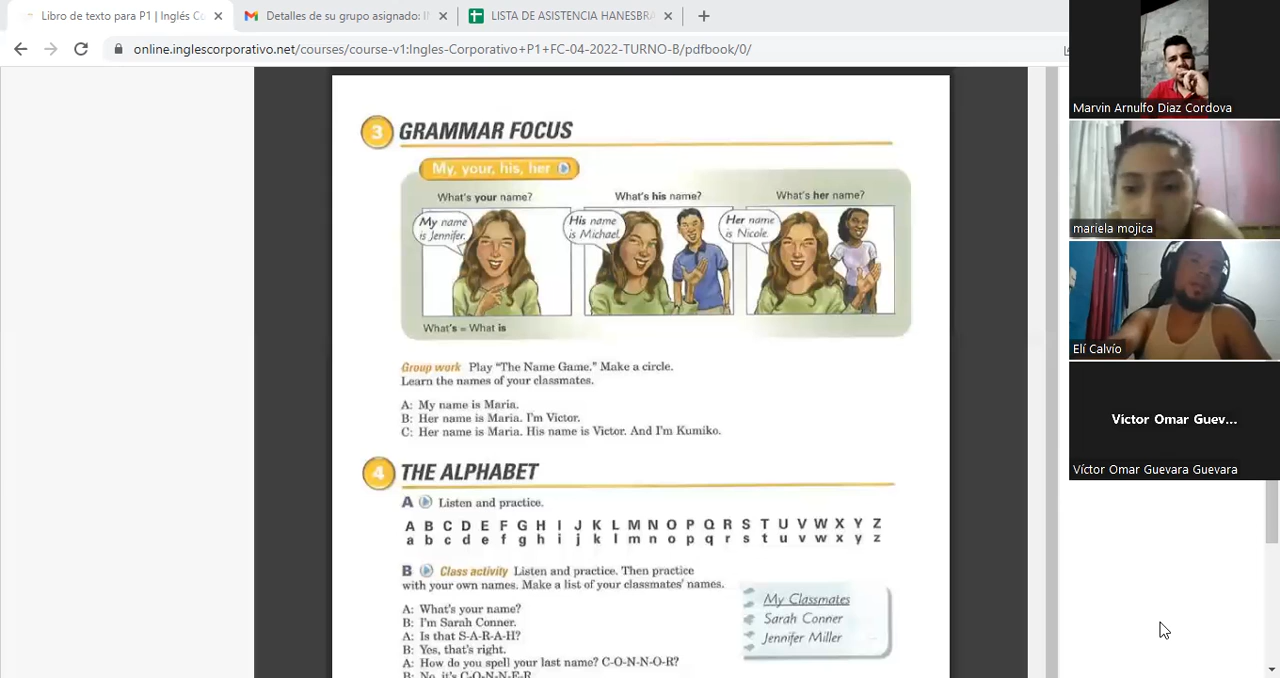 Libro de texto para P1 | Inglés Co
Detalles de su grupo asignado: I
LISTA DE ASISTENCIA HANESBRA
online.inglescorporativo.net/courses/course-v1:Ingles-Corporativo+P1+FC-04-2022-TURNO-B/pdfbook/0/
3 GRAMMAR FOCUS
My, your, his, her
What's your name?
What's his name?
What's her name?
My name
is Jennifer.
His name
is Michael.
Her name
is Nicole.
What's = What is
Group work Play "The Name Game." Make a circle.
Learn the names of your classmates.
A: My name is Maria.
B: Her name is Maria. I'm Victor.
C: Her name is Maria. His name is Victor. And I'm Kumiko.
4 THE ALPHABET
A Listen and practice.
A B C D E F G H I J K L M N O P Q R S T U V W X Y Z
a b c d e f g h i j k l m n o p q r s t u v w x y z
B Class activity Listen and practice. Then practice
with your own names. Make a list of your classmates' names.
A: What's your name?
B: I'm Sarah Conner.
A: Is that S-A-R-A-H?
B: Yes, that's right.
A: How do you spell your last name? C-O-N-N-O-R?
B: No, it's C-O-N-N-E-R
My Classmates
Sarah Conner
Jennifer Miller
Marvin Arnulfo Diaz Cordova
mariela mojica
Elí Calvío
Victor Omar Guev...
Víctor Omar Guevara Guevara